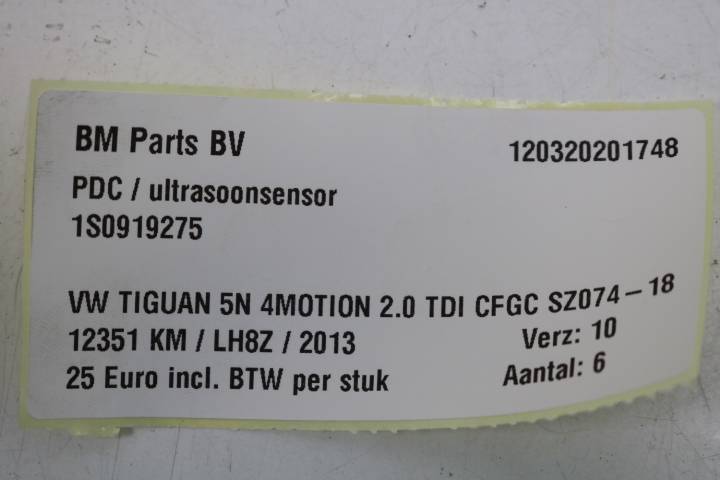 BM Parts BV 120320201748
PDC / ultrasoonsensor
1S0919275
VW TIGUAN 5N 4MOTION 2.0 TDI CFGC SZ074-18
12351 KM / LH8Z / 2013 Verz: 10
25 Euro incl. BTW per stuk Aantal: 6